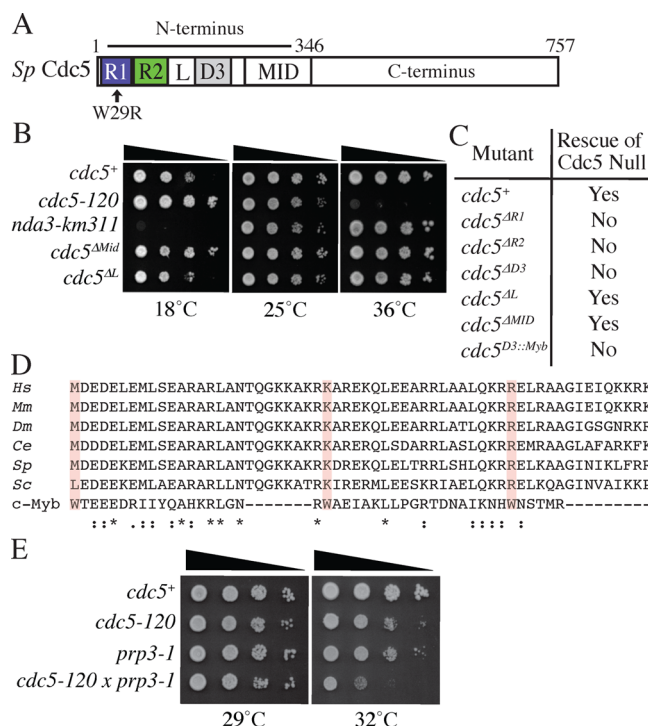 A
N-terminus
1 346 757
Sp Cdc5 R1 R2 L D3 MID C-terminus
W29R
B
cdc5+
cdc5-120
nda3-km311
cdc5ΔMid
cdc5ΔL
18°C 25°C 36°C
C
Mutant Rescue of Cdc5 Null
cdc5+ Yes
cdc5ΔR1 No
cdc5ΔR2 No
cdc5ΔD3 No
cdc5ΔL Yes
cdc5ΔMID Yes
cdc5D3::Myb No
D
Hs MDEDELEMLSEARARLANTQGKKAKRKAREKQLEEARRLAALQKRRELRAAGIEIQKKRK
Mm MDEDELEMLSEARARLANTQGKKAKRKAREKQLEEARRLAALQKRRELRAAGIEIQKKRK
Dm MDEDELEMLSEARARLANTQGKKAKRKAREKQLEEARRLATLQKRRELRAAGIGSGNRKR
Ce MDDDELEMLSEARARLANTQGKKAKRKARERQLSDARRLASLQKRREMRAAGLAFARKFK
Sp MDEDEKEMLSEARARLANTQGKKAKRKDREKQLELTRRLSHLQKRRELKAAGINIKLFRR
Sc LEDEEKEMLAEARARLLNTQGKKATRKIRERMLEESKRIAELQKRRELKQAGINVAIKKP
c-Myb WTEEEDRIIYQAHKRLGN-------RWAEIAKLLPGRTDNAIKNHWNSTMR----------
::* .:: :* ** * * * : :::: :
E
cdc5+
cdc5-120
prp3-1
cdc5-120 x prp3-1
29°C 32°C